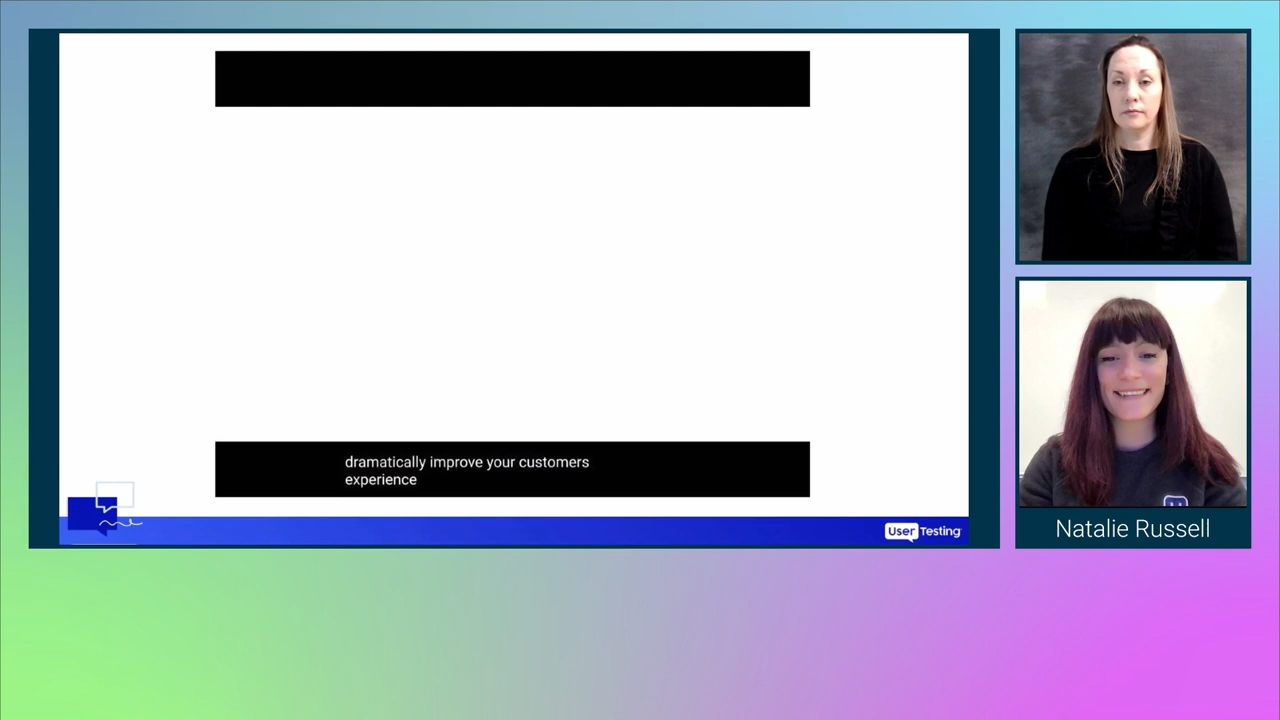 dramatically improve your customers
experience
User Testing
Natalie Russell